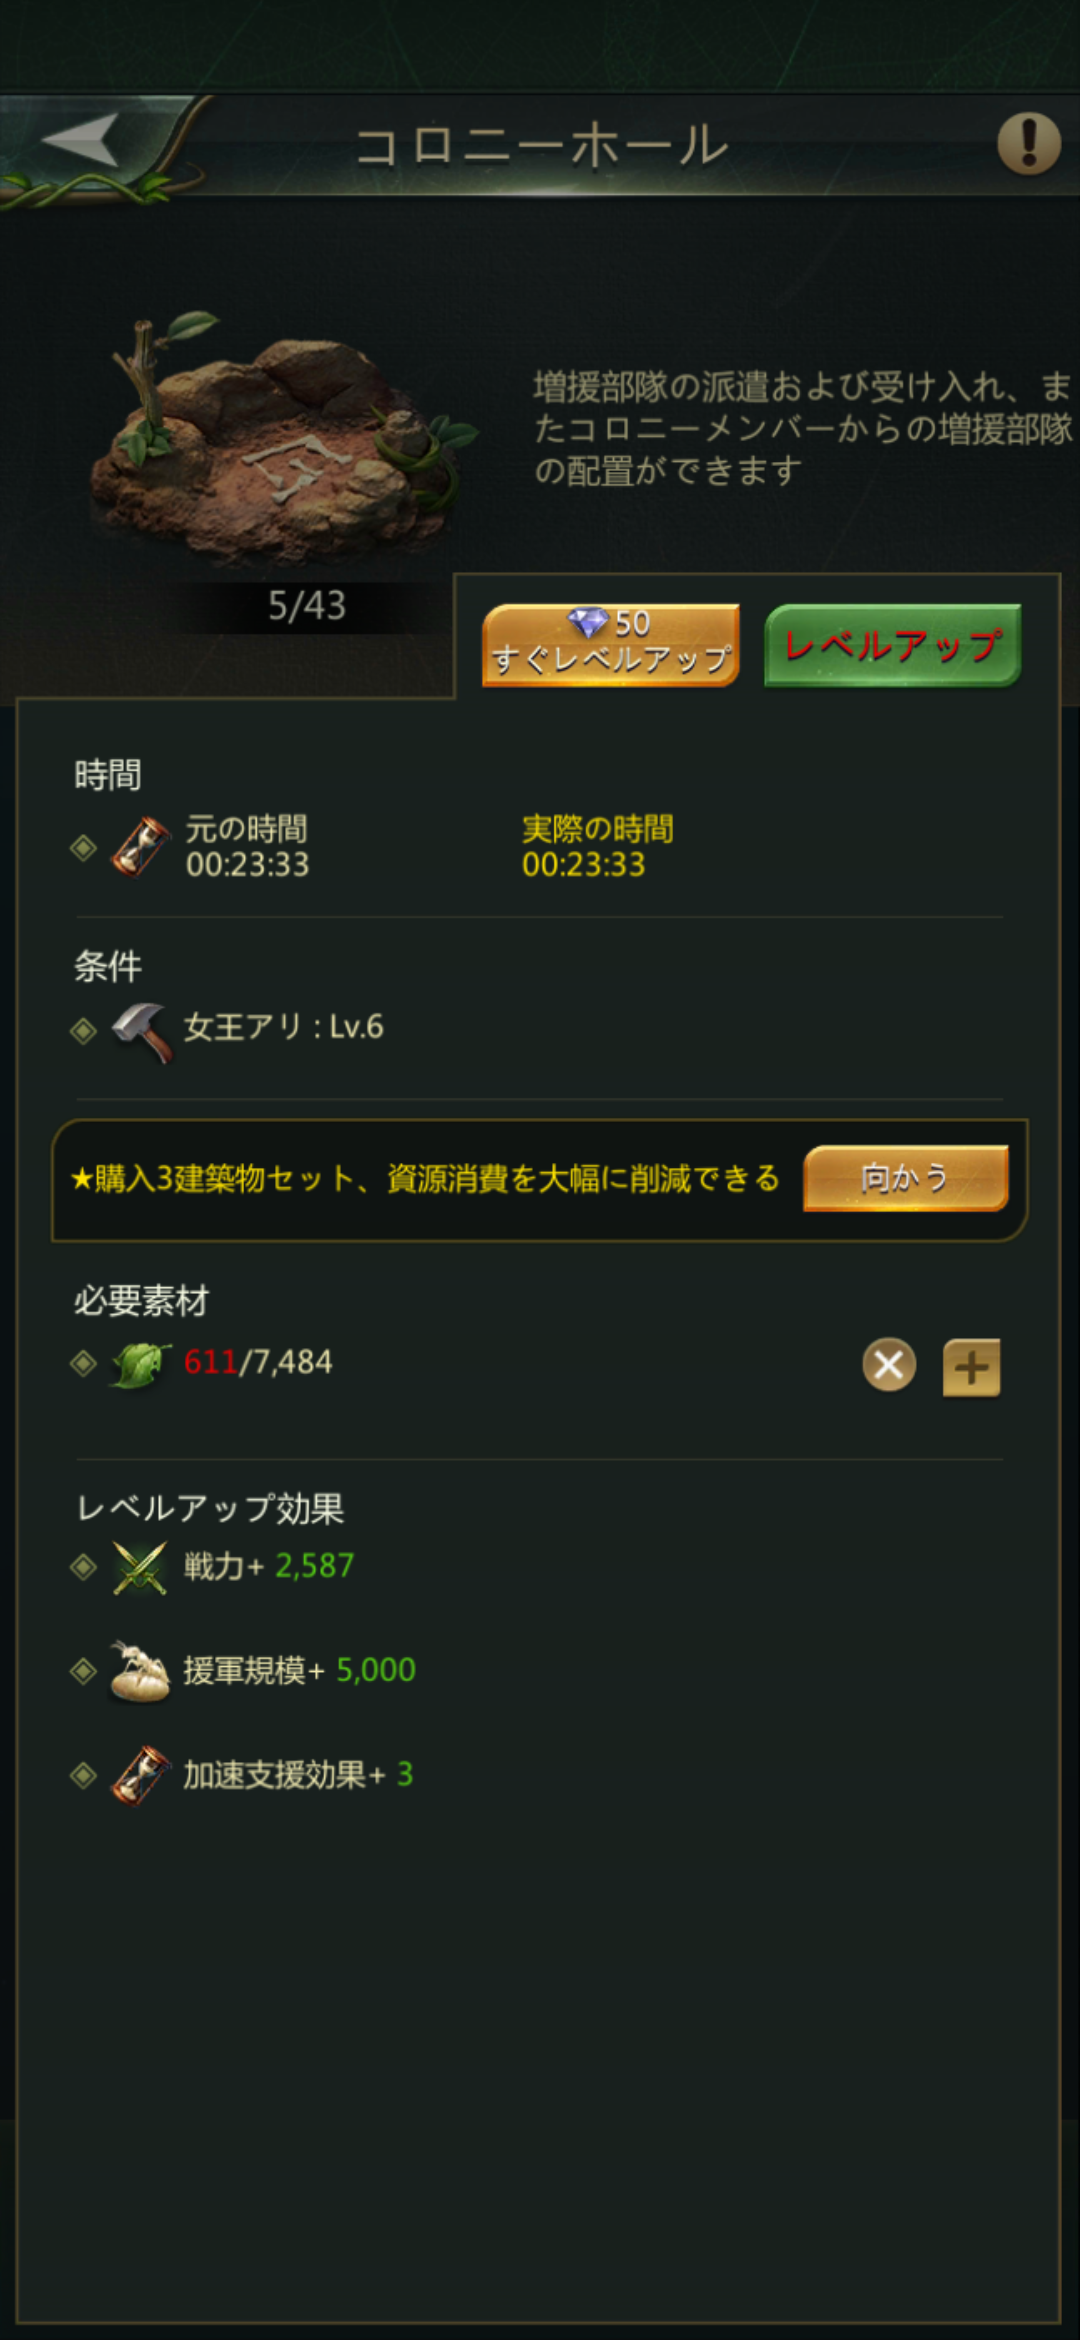 コロニーホール
増援部隊の派遣および受け入れ、ま
たコロニーメンバーからの増援部隊
の配置ができます
5/43
50
すぐレベルアップ
レベルアップ
時間
元の時間
実際の時間
00:23:33
00:23:33
条件
女王アリ : Lv.6
★購入3建築物セット、資源消費を大幅に削減できる
向かう
必要素材
611/7,484
レベルアップ効果
戦力+ 2,587
援軍規模+ 5,000
加速支援効果+ 3